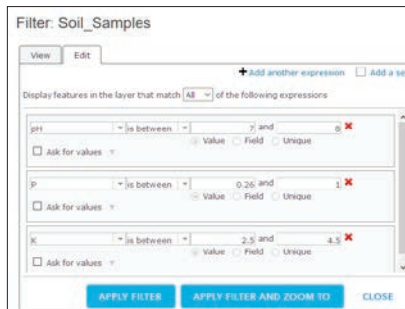 Filter: Soil_Samples
View Edit
Add another expression Add a se
Display features in the layer that match All of the following expressions
pH is between 7 and 8
Value Field Unique
Ask for values
P is between 0.26 and 1
Value Field Unique
Ask for values
K is between 2.5 and 4.5
Value Field Unique
Ask for values
APPLY FILTER APPLY FILTER AND ZOOM TO CLOSE